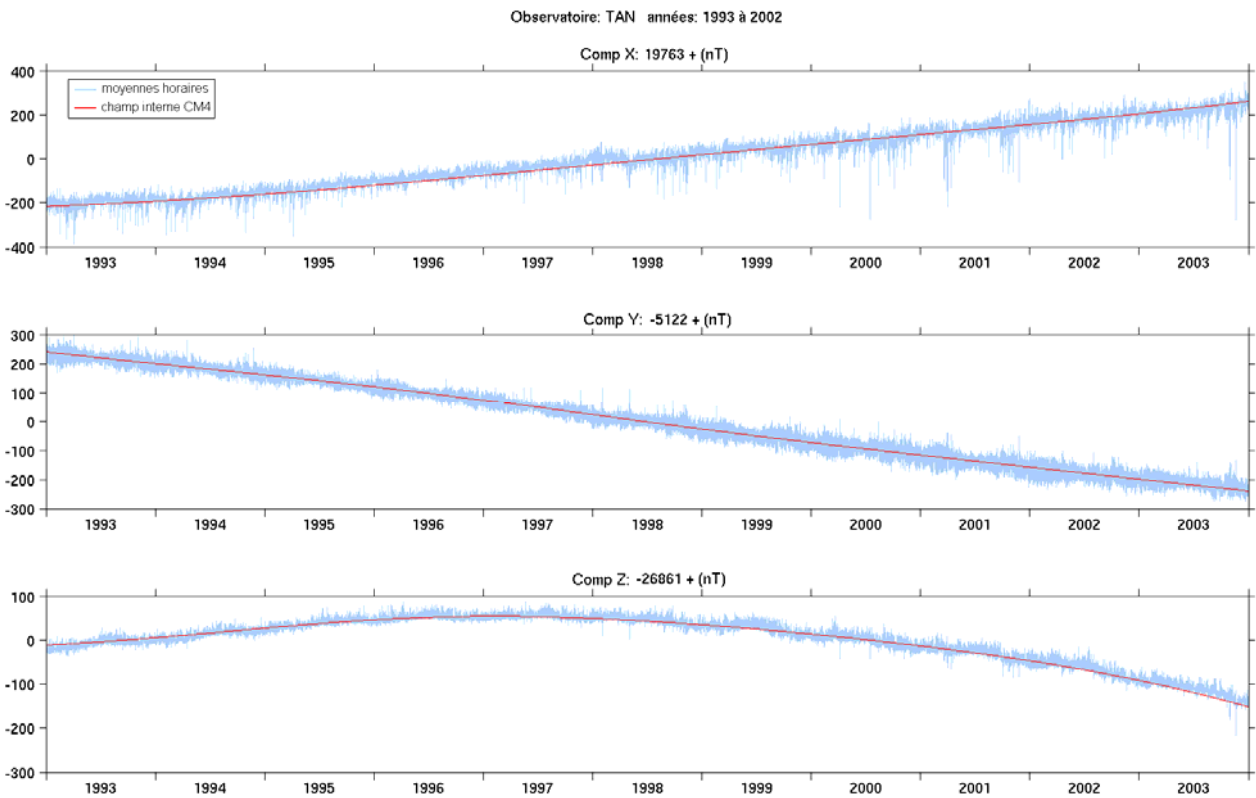 Observatoire: TAN années: 1993 à 2002
Comp X: 19763 + (nT)
400
200
0
-200
-400
moyennes horaires
champ interne CM4
1993 1994 1995 1996 1997 1998 1999 2000 2001 2002 2003
Comp Y: -5122 + (nT)
300
200
100
0
-100
-200
-300
1993 1994 1995 1996 1997 1998 1999 2000 2001 2002 2003
Comp Z: -26861 + (nT)
100
0
-100
-200
-300
1993 1994 1995 1996 1997 1998 1999 2000 2001 2002 2003